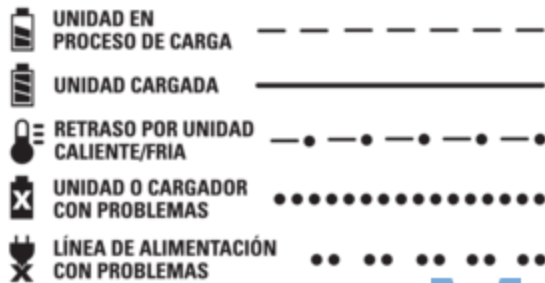 UNIDAD EN
PROCESO DE CARGA
UNIDAD CARGADA
RETRASO POR UNIDAD
CALIENTE/FRIA
UNIDAD O CARGADOR
CON PROBLEMAS
LÍNEA DE ALIMENTACIÓN
CON PROBLEMAS